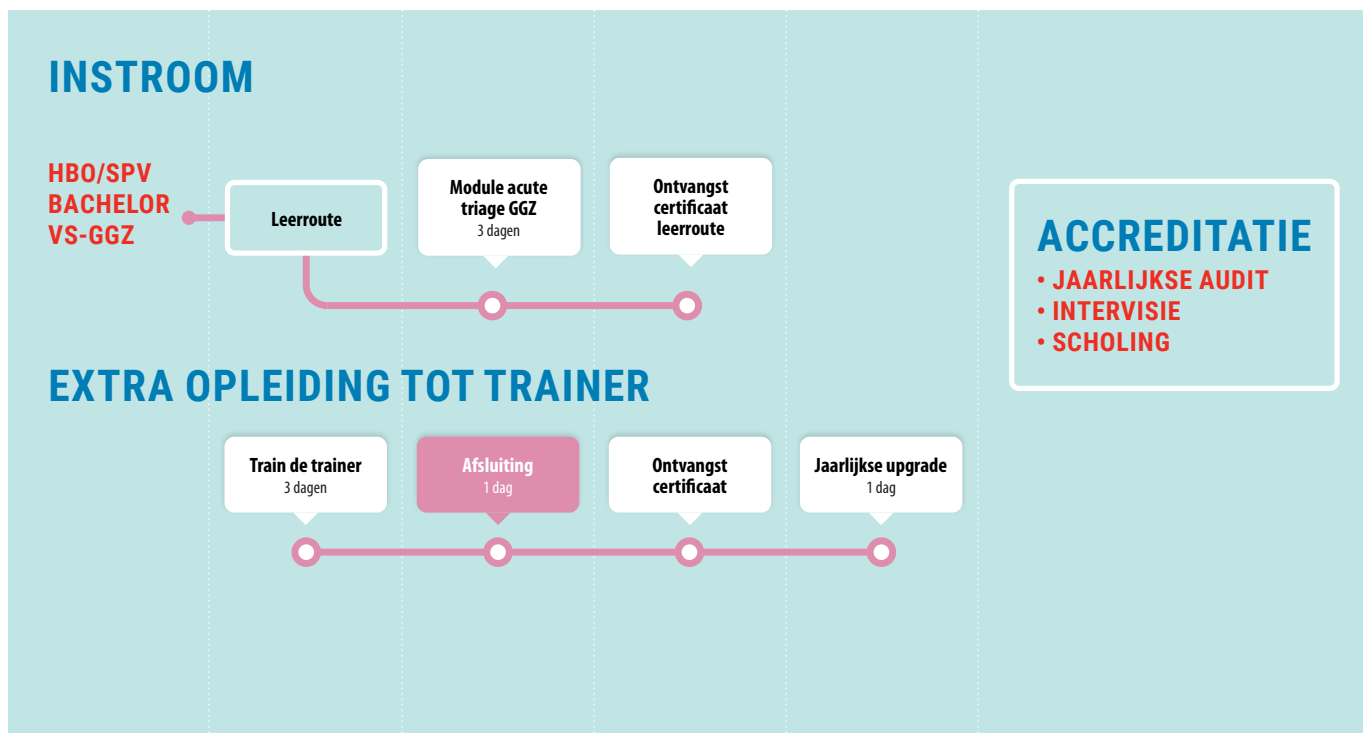 INSTROOM
HBO/SPV
BACHELOR
VS-GGZ
Leerroute
Module acute
triage GGZ
3 dagen
Ontvangst
certificaat
leerroute
ACCREDITATIE
• JAARLIJKSE AUDIT
• INTERVISIE
• SCHOLING
EXTRA OPLEIDING TOT TRAINER
Train de trainer
3 dagen
Afsluiting
1 dag
Ontvangst
certificaat
Jaarlijkse upgrade
1 dag